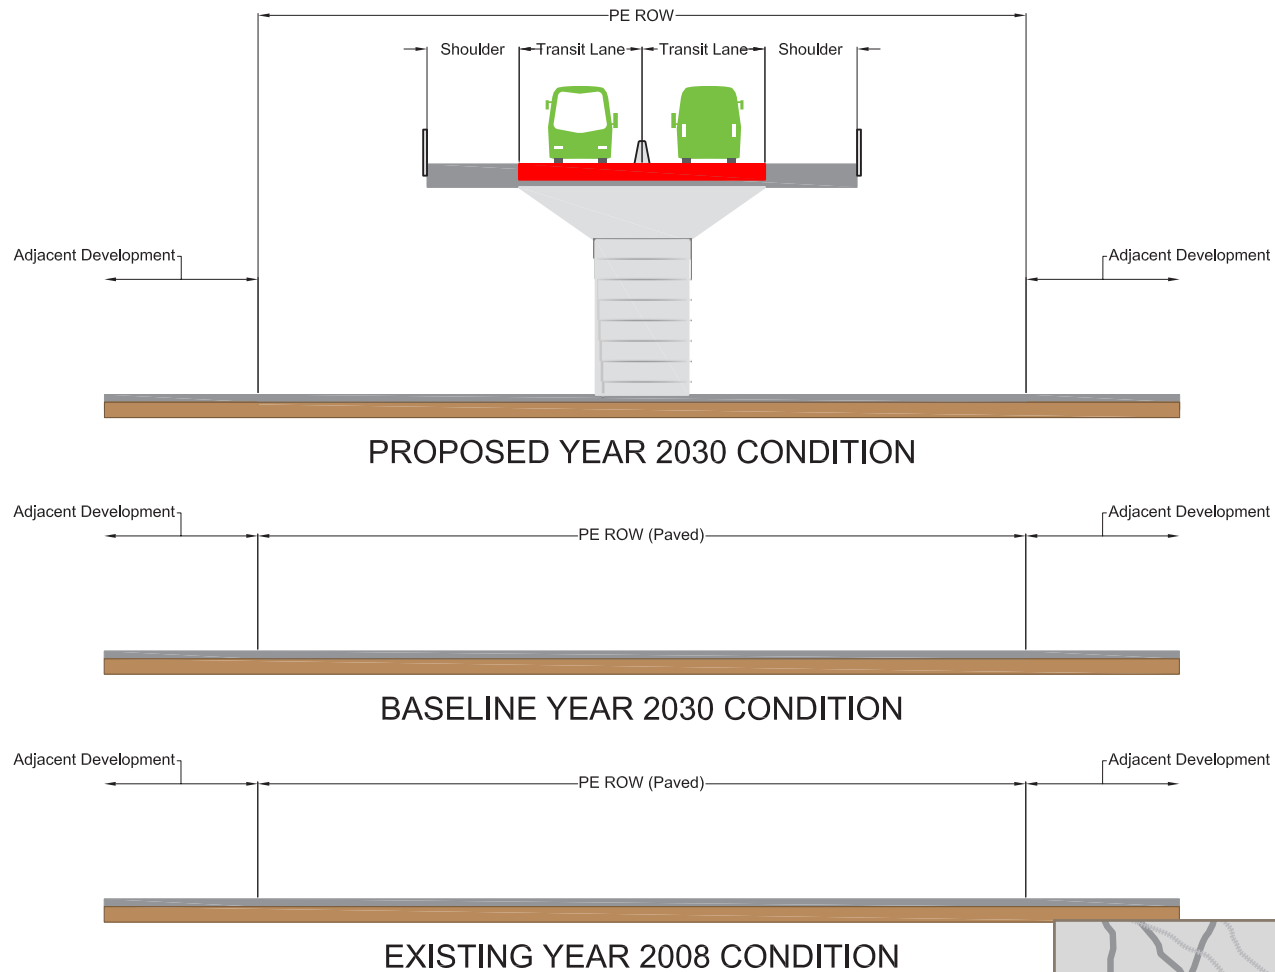 PE ROW
Shoulder Transit Lane Transit Lane Shoulder
Adjacent Development Adjacent Development
PROPOSED YEAR 2030 CONDITION
Adjacent Development PE ROW (Paved) Adjacent Development
BASELINE YEAR 2030 CONDITION
Adjacent Development PE ROW (Paved) Adjacent Development
EXISTING YEAR 2008 CONDITION